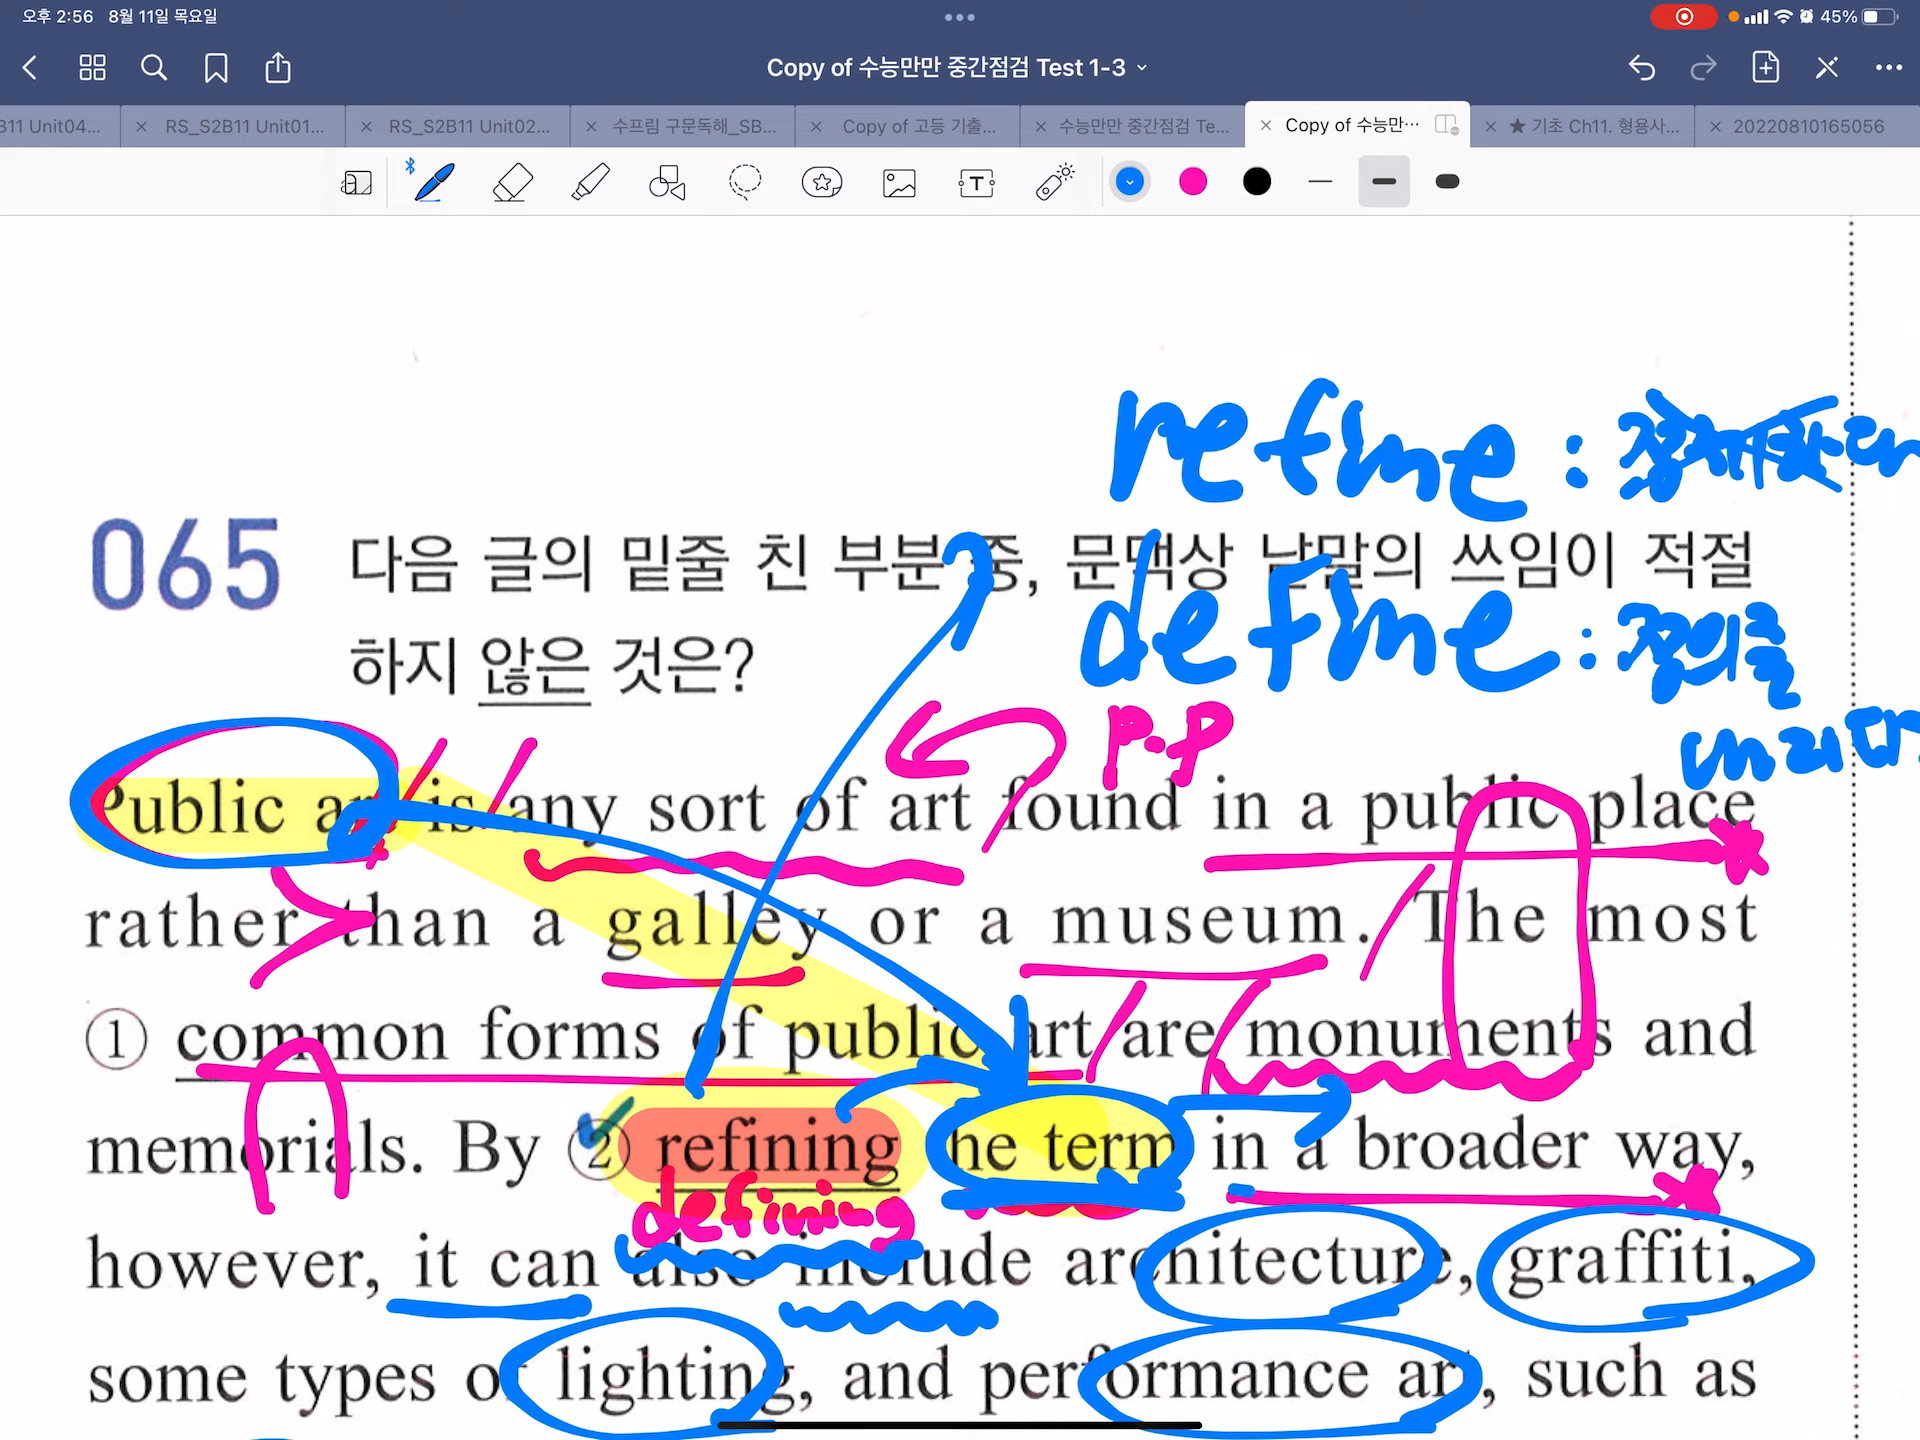 오후 2:56 8월 11일 목요일
45%
Copy of 수능만만 중간점검 Test 1-3
B11 Unit04...
RS_S2B11 Unit01...
RS_S2B11 Unit02...
수프림 구문독해_SB...
Copy of 고등 기출...
수능만만 중간점검 Te...
Copy of 수능만...
★ 기초 Ch11. 형용사...
20220810165056
refine :
065 다음 글의 밑줄 친 부분 중, 문맥상 낱말의 쓰임이 적절
하지 않은 것은?
define : 정의를
내리다
P.P
Public art is any sort of art found in a public place
rather than a galley or a museum. The most
① common forms of public art are monuments and
memorials. By ② refining the term in a broader way,
defining
however, it can also include architecture, graffiti,
some types of lighting, and performance art, such as